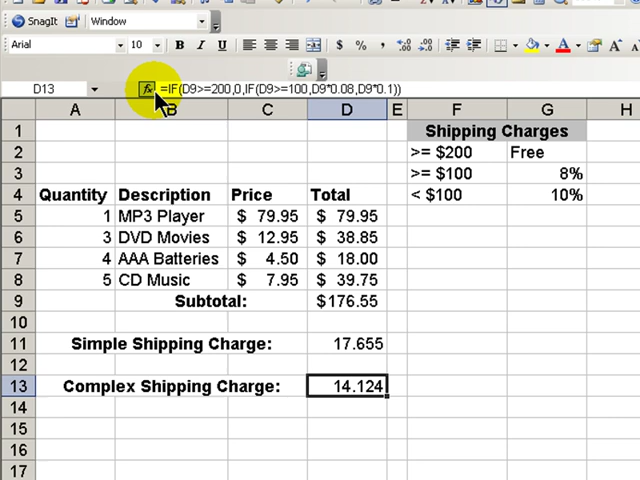 SnagIt Window
Arial 10 B I U $ % ,
D13 fx =IF(D9>=200,0,IF(D9>=100,D9*0.08,D9*0.1))
A B C D E F G H
1 Shipping Charges
2 >= $200 Free
3 >= $100 8%
4 Quantity Description Price Total < $100 10%
5 1 MP3 Player $ 79.95 $ 79.95
6 3 DVD Movies $ 12.95 $ 38.85
7 4 AAA Batteries $ 4.50 $ 18.00
8 5 CD Music $ 7.95 $ 39.75
9 Subtotal: $176.55
10
11 Simple Shipping Charge: 17.655
12
13 Complex Shipping Charge: 14.124
14
15
16
17